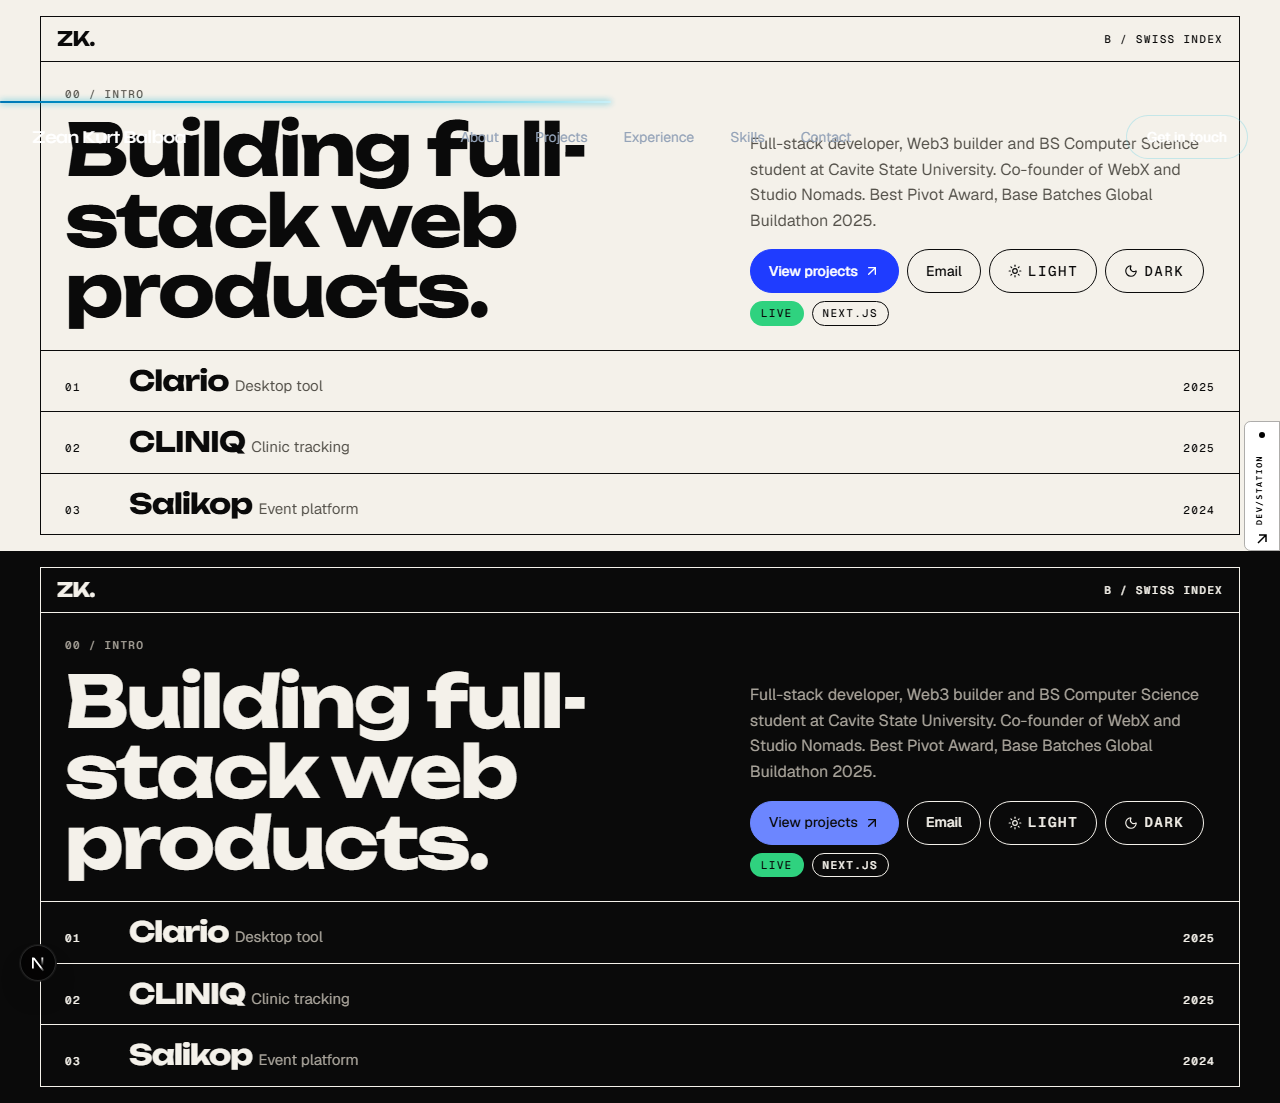 ZK.
B / SWISS INDEX
00 / INTRO
Zean Kurt Balboa
About Projects Experience Skills Contact
Get in touch
Building full-
stack web
products.
Full-stack developer, Web3 builder and BS Computer Science
student at Cavite State University. Co-founder of WebX and
Studio Nomads. Best Pivot Award, Base Batches Global
Buildathon 2025.
View projects Email LIGHT DARK
LIVE NEXT.JS
01 Clario Desktop tool 2025
02 CLINIQ Clinic tracking 2025
03 Salikop Event platform 2024
DEV/STATION
ZK.
B / SWISS INDEX
00 / INTRO
Building full-
stack web
products.
Full-stack developer, Web3 builder and BS Computer Science
student at Cavite State University. Co-founder of WebX and
Studio Nomads. Best Pivot Award, Base Batches Global
Buildathon 2025.
View projects Email LIGHT DARK
LIVE NEXT.JS
01 Clario Desktop tool 2025
N
02 CLINIQ Clinic tracking 2025
03 Salikop Event platform 2024